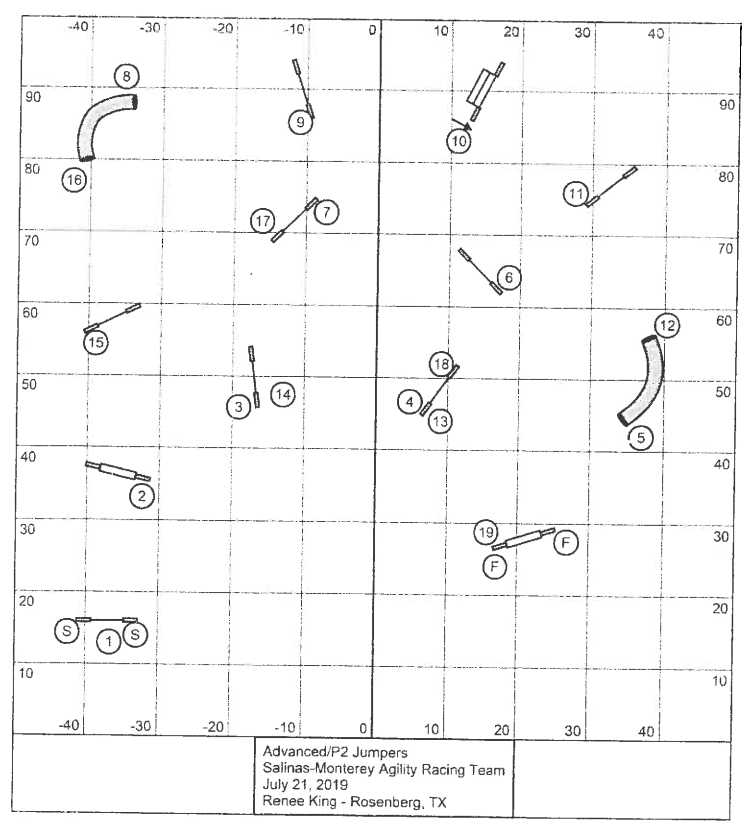 -40 -30 -20 -10 0 10 20 30 40
8
90 90
9
10
80 80
16
11
17 7
70 70
6
60 60
12
15
18
50 50
3 14 4 13
5
40 40
2
30 30
19 F
F
20 20
S 1 S
10 10
-40 -30 -20 -10 0 10 20 30 40
Advanced/P2 Jumpers
Salinas-Monterey Agility Racing Team
July 21, 2019
Renee King - Rosenberg, TX